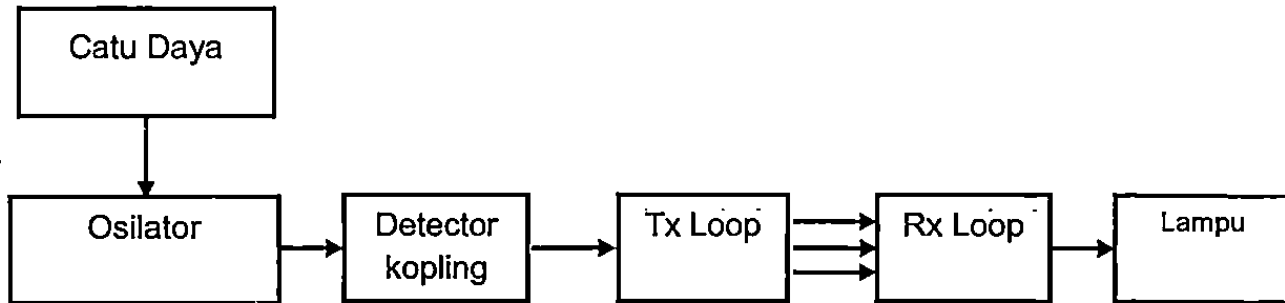 Catu Daya
Osilator
Detector
kopling
Tx Loop
Rx Loop
Lampu